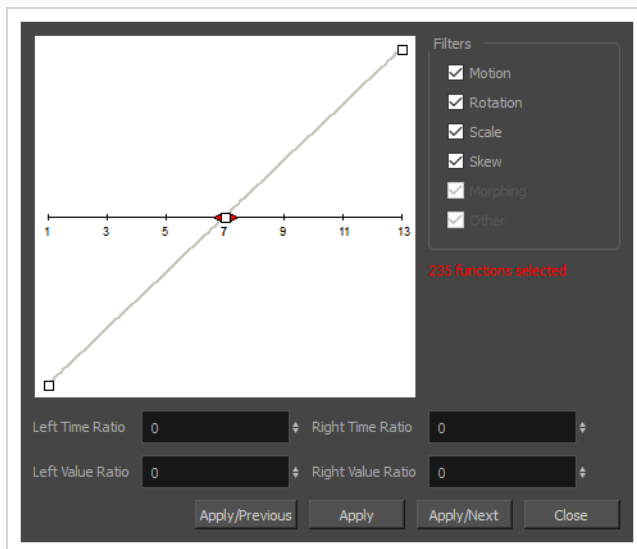 Filters
Motion
Rotation
Scale
Skew
Morphing
Other
1 3 5 7 9 11 13
235 functions selected
Left Time Ratio 0 Right Time Ratio 0
Left Value Ratio 0 Right Value Ratio 0
Apply/Previous Apply Apply/Next Close